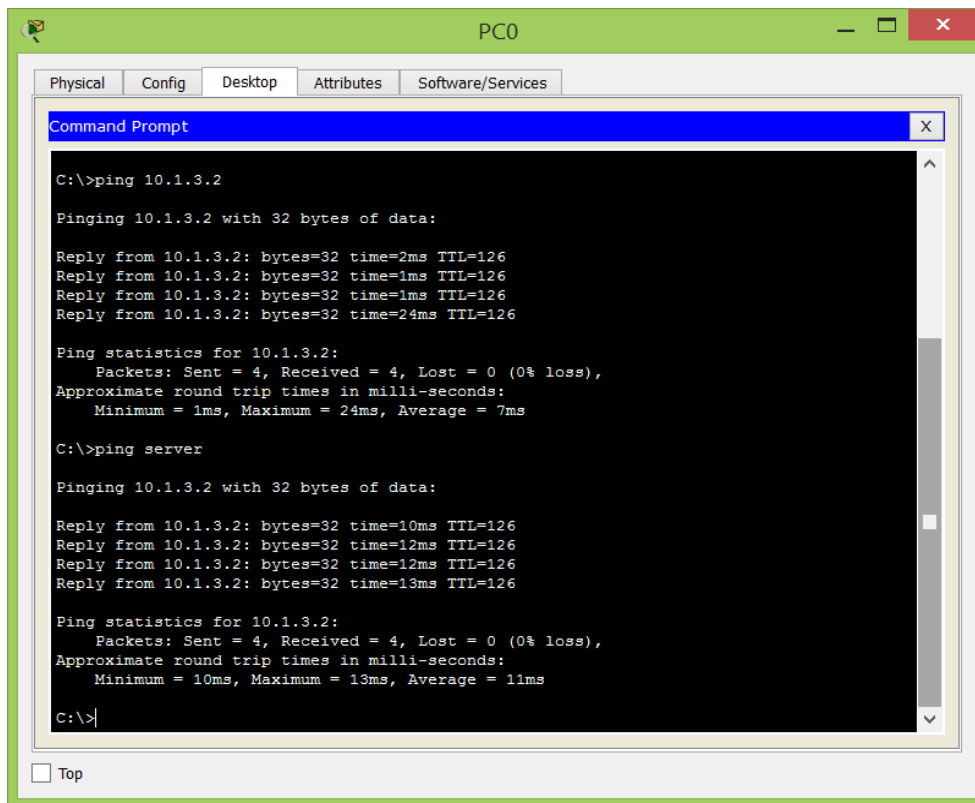 PC0
Physical Config Desktop Attributes Software/Services
Command Prompt X
C:\>ping 10.1.3.2
Pinging 10.1.3.2 with 32 bytes of data:
Reply from 10.1.3.2: bytes=32 time=2ms TTL=126
Reply from 10.1.3.2: bytes=32 time=1ms TTL=126
Reply from 10.1.3.2: bytes=32 time=1ms TTL=126
Reply from 10.1.3.2: bytes=32 time=24ms TTL=126
Ping statistics for 10.1.3.2:
Packets: Sent = 4, Received = 4, Lost = 0 (0% loss),
Approximate round trip times in milli-seconds:
Minimum = 1ms, Maximum = 24ms, Average = 7ms
C:\>ping server
Pinging 10.1.3.2 with 32 bytes of data:
Reply from 10.1.3.2: bytes=32 time=10ms TTL=126
Reply from 10.1.3.2: bytes=32 time=12ms TTL=126
Reply from 10.1.3.2: bytes=32 time=12ms TTL=126
Reply from 10.1.3.2: bytes=32 time=13ms TTL=126
Ping statistics for 10.1.3.2:
Packets: Sent = 4, Received = 4, Lost = 0 (0% loss),
Approximate round trip times in milli-seconds:
Minimum = 10ms, Maximum = 13ms, Average = 11ms
C:\>
Top